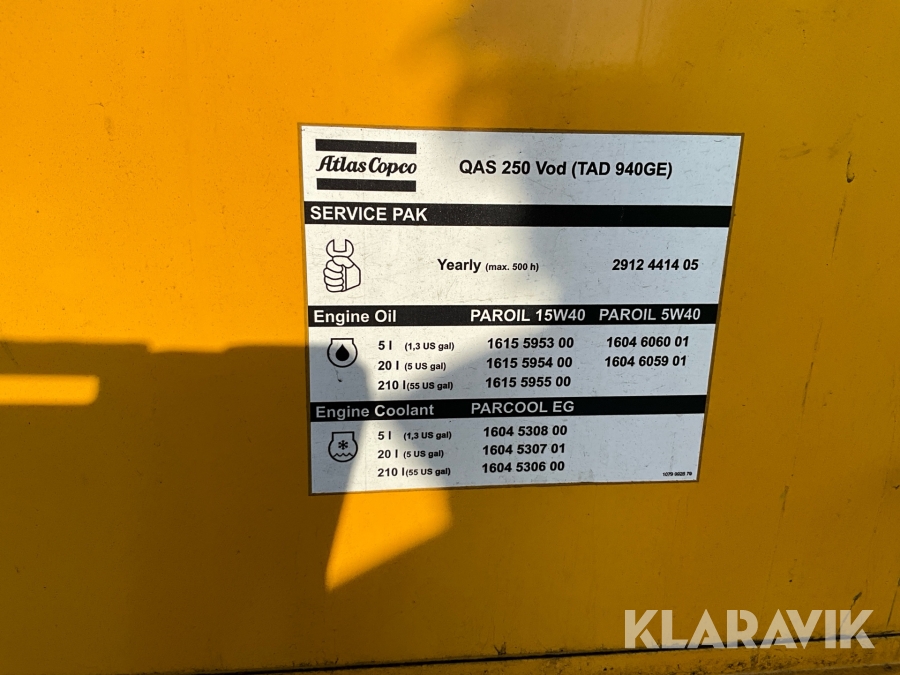 Atlas Copco
QAS 250 Vod (TAD 940GE)
SERVICE PAK
Yearly (max. 500 h) 2912 4414 05
Engine Oil PAROIL 15W40 PAROIL 5W40
5 l (1,3 US gal) 1615 5953 00 1604 6060 01
20 l (5 US gal) 1615 5954 00 1604 6059 01
210 l (55 US gal) 1615 5955 00
Engine Coolant PARCOOL EG
5 l (1,3 US gal) 1604 5308 00
20 l (5 US gal) 1604 5307 01
210 l (55 US gal) 1604 5306 00
KLARAVIK